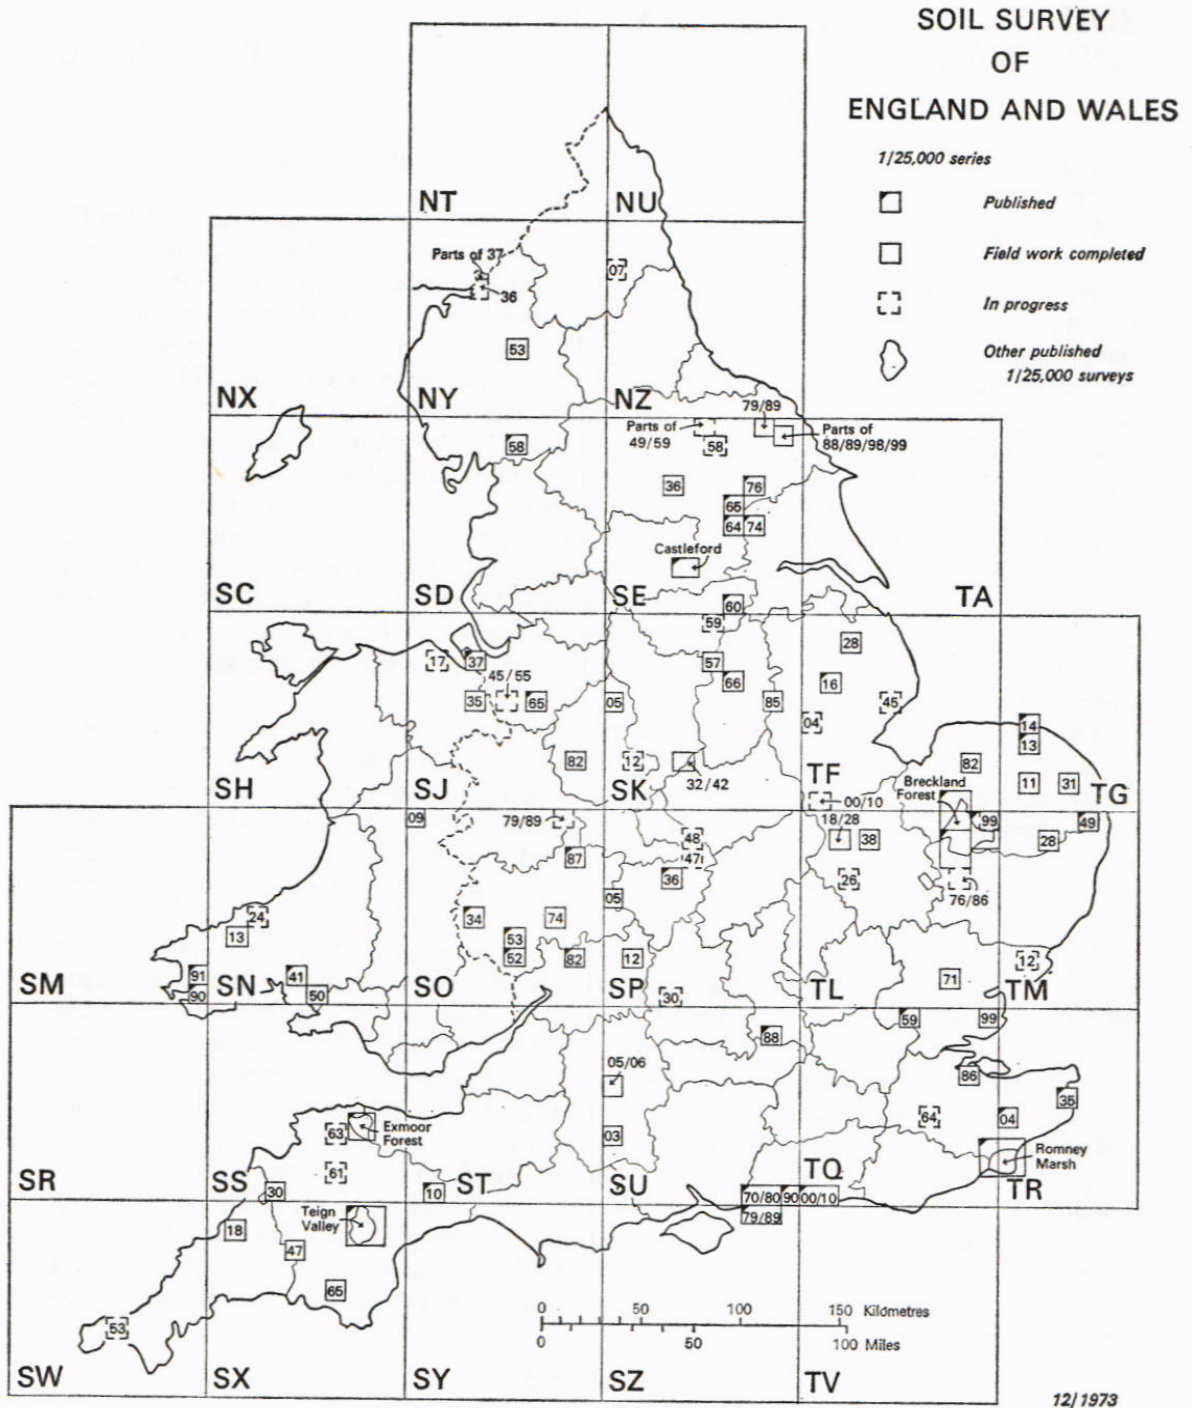 SOIL SURVEY
OF
ENGLAND AND WALES
1/25,000 series
Published
Field work completed
In progress
Other published
1/25,000 surveys
NT
NU
Parts of 37
36
07
53
NX
NY
NZ
79/89
Parts of
49/59
58
Parts of
88/89/98/99
58
36
76
65
64
74
Castleford
SC
SD
SE
TA
60
59
28
17
37
57
45/55
66
16
35
65
05
85
45
04
14
13
82
12
82
32/42
11
31
Breckland
Forest
SH
SJ
SK
TF
TG
00/10
09
79/89
18/28
99
49
48
38
28
47
87
36
26
76/86
05
24
34
74
13
53
52
82
12
12
91
41
71
90
50
30
SM
SN
SO
SP
TL
TM
59
99
88
05/06
86
35
63
Exmoor
Forest
03
64
04
61
Romney
Marsh
SR
SS
ST
SU
TQ
TR
30
10
70/80
90
00/10
79/89
Teign
Valley
18
47
65
53
0 50 100 150 Kilometres
0 50 100 Miles
SW
SX
SY
SZ
TV
12/1973